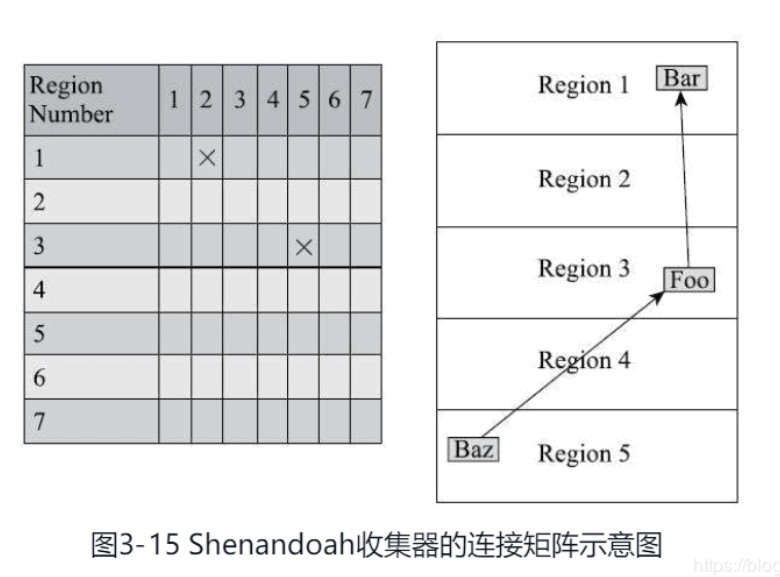 Region
Number 1 2 3 4 5 6 7
1 ×
2
3 ×
4
5
6
7
Region 1 Bar
Region 2
Region 3 Foo
Region 4
Baz Region 5
图3-15 Shenandoah收集器的连接矩阵示意图
https://blog